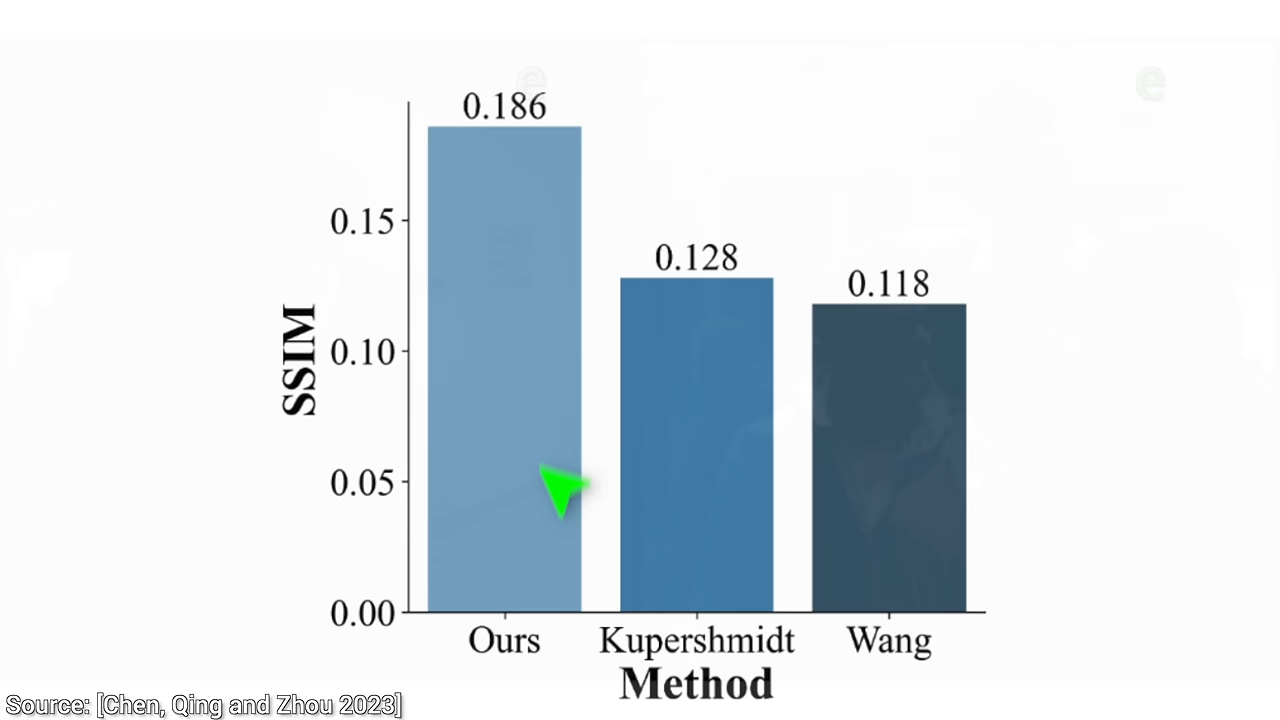 e
e
0.186
0.15
0.128
0.118
SSIM
0.10
0.05
0.00
Ours Kupershmidt Wang
Method
Source: [Chen, Qing and Zhou 2023]